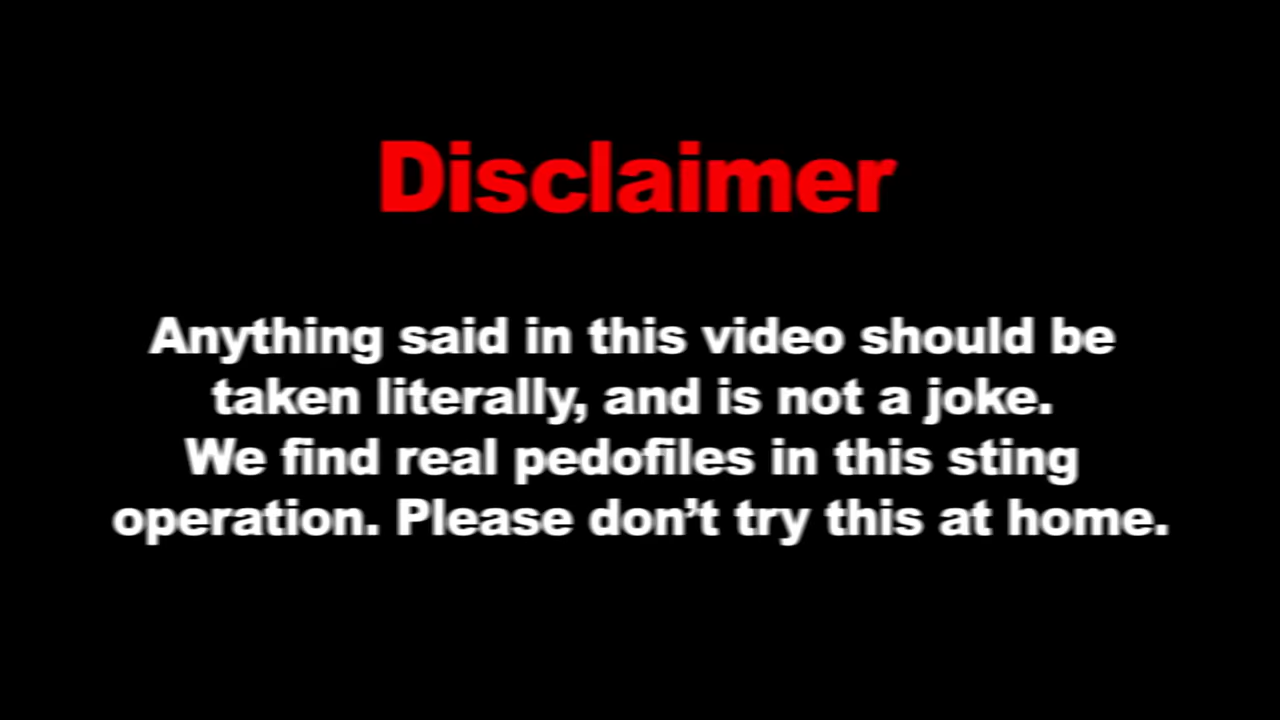 Disclaimer
Anything said in this video should be
taken literally, and is not a joke.
We find real pedofiles in this sting
operation. Please don’t try this at home.